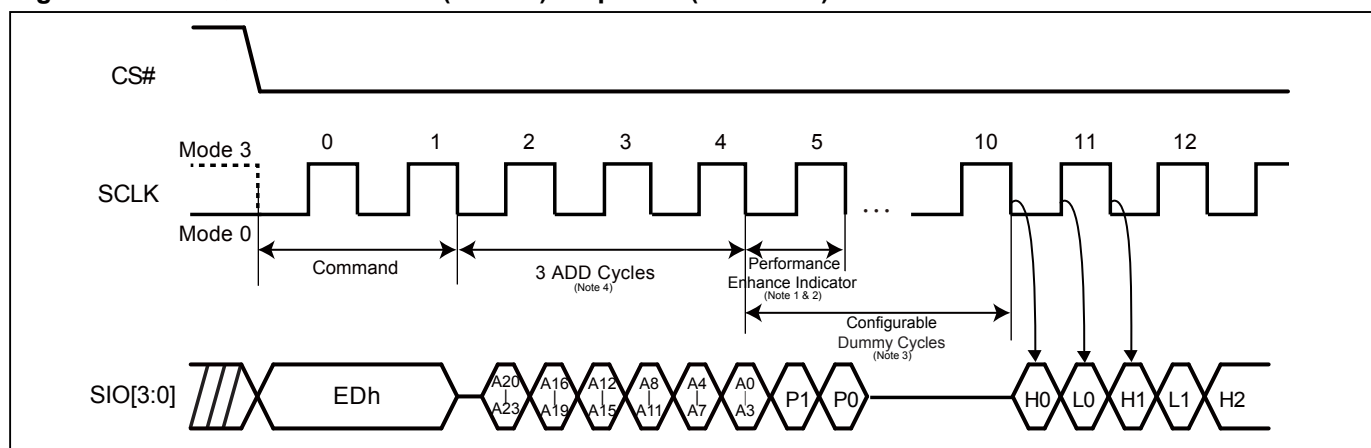 CS#
0 1 2 3 4 5 10 11 12
Mode 3
SCLK
...
Mode 0
Command
3 ADD Cycles
(Note 4)
Performance
Enhance Indicator
(Note 1 & 2)
Configurable
Dummy Cycles
(Note 3)
SIO[3:0]
EDh
A20
A23
A16
A19
A12
A15
A8
A11
A4
A7
A0
A3
P1
P0
H0
L0
H1
L1
H2